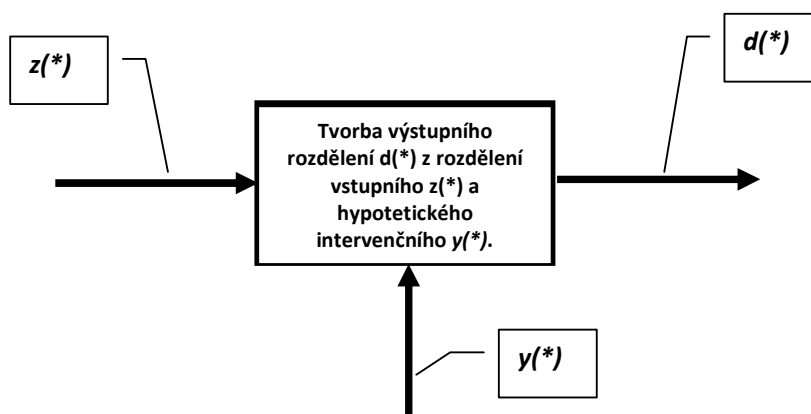 z(*)
d(*)
Tvorba výstupního
rozdělení d(*) z rozdělení
vstupního z(*) a
hypotetického
intervenčního y(*).
y(*)